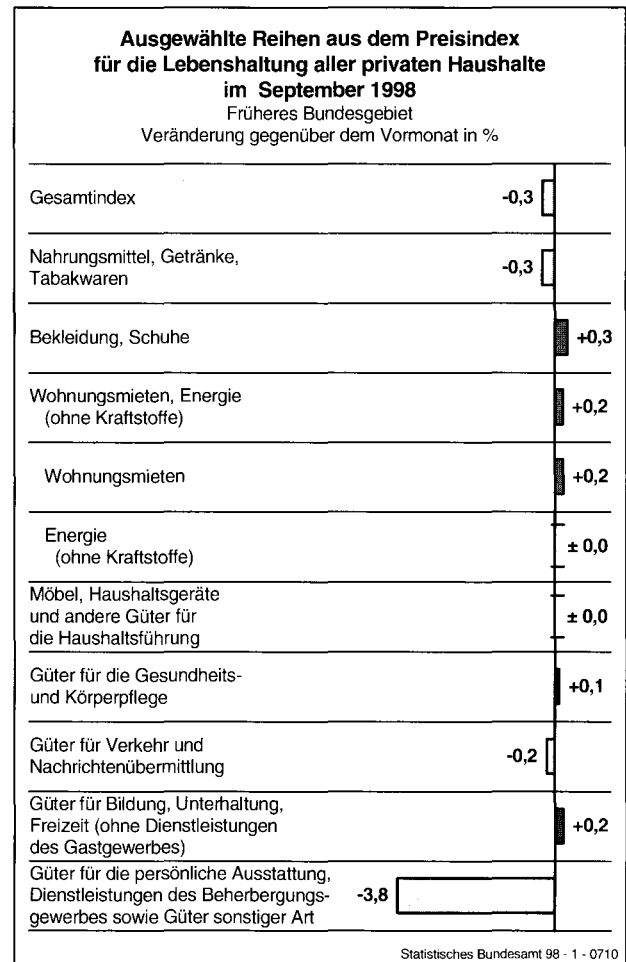 Ausgewählte Reihen aus dem Preisindex
für die Lebenshaltung aller privaten Haushalte
im September 1998
Früheres Bundesgebiet
Veränderung gegenüber dem Vormonat in %
Gesamtindex
-0,3
Nahrungsmittel, Getränke,
Tabakwaren
-0,3
Bekleidung, Schuhe
+0,3
Wohnungsmieten, Energie
(ohne Kraftstoffe)
+0,2
Wohnungsmieten
+0,2
Energie
(ohne Kraftstoffe)
± 0,0
Möbel, Haushaltsgeräte
und andere Güter für
die Haushaltsführung
± 0,0
Güter für die Gesundheits-
und Körperpflege
+0,1
Güter für Verkehr und
Nachrichtenübermittlung
-0,2
Güter für Bildung, Unterhaltung,
Freizeit (ohne Dienstleistungen
des Gastgewerbes)
+0,2
Güter für die persönliche Ausstattung,
Dienstleistungen des Beherbergungs-
gewerbes sowie Güter sonstiger Art
-3,8
Statistisches Bundesamt 98 - 1 - 0710